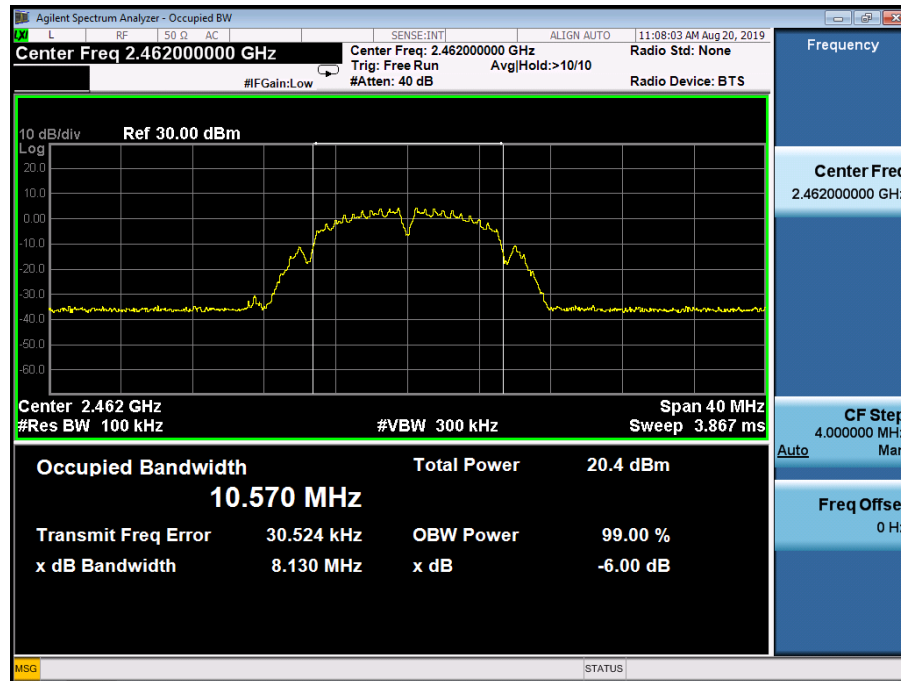 Agilent Spectrum Analyzer - Occupied BW
LXI L RF 50 Ω AC SENSE:INT ALIGN AUTO 11:08:03 AM Aug 20, 2019
Center Freq 2.462000000 GHz
Center Freq: 2.462000000 GHz
Radio Std: None
Trig: Free Run Avg|Hold:>10/10
#IFGain:Low
#Atten: 40 dB
Radio Device: BTS
10 dB/div Ref 30.00 dBm
Log
20.0
10.0
0.00
-10.0
-20.0
-30.0
-40.0
-50.0
-60.0
Center 2.462 GHz
Span 40 MHz
#Res BW 100 kHz
#VBW 300 kHz
Sweep 3.867 ms
Occupied Bandwidth
10.570 MHz
Total Power 20.4 dBm
Transmit Freq Error 30.524 kHz
OBW Power 99.00 %
x dB Bandwidth 8.130 MHz
x dB -6.00 dB
MSG
STATUS
Frequency
Center Freq
2.462000000 GHz
CF Step
4.000000 MHz
Auto Man
Freq Offse
0 Hz